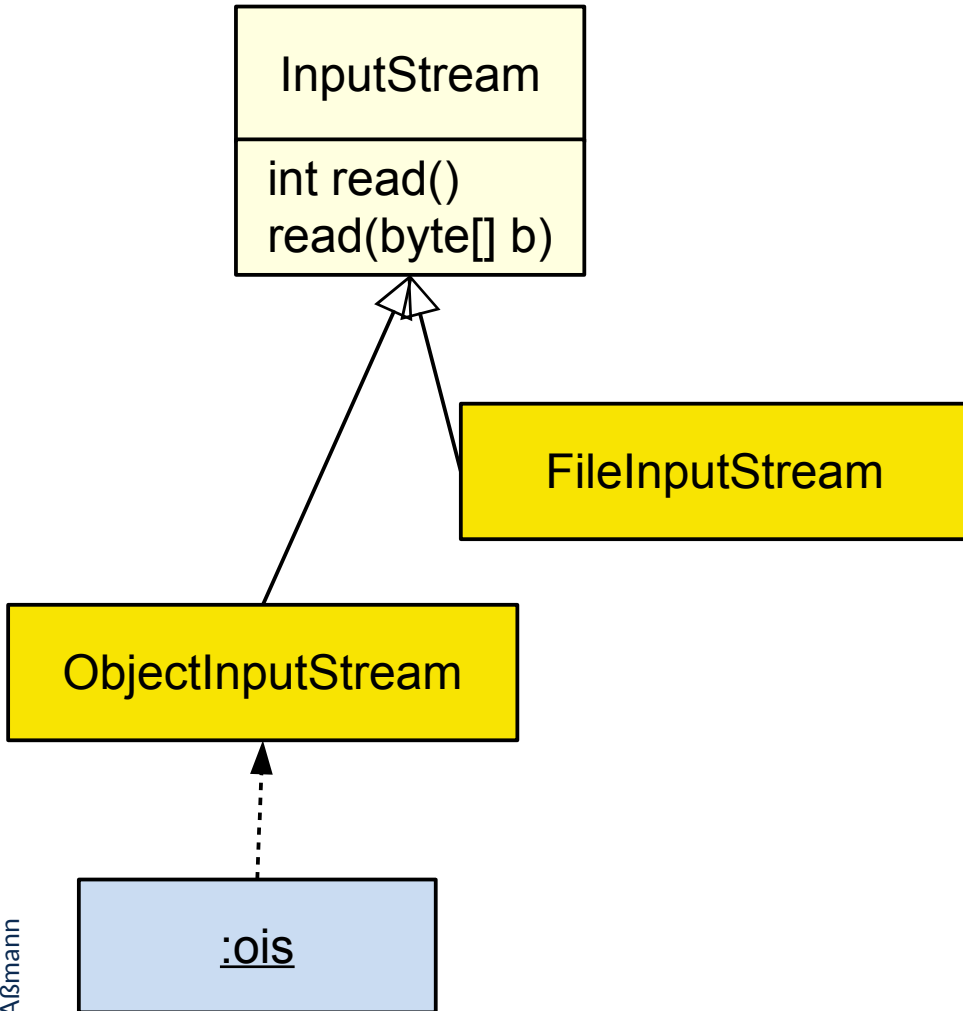 InputStream
int read()
read(byte[] b)
FileInputStream
ObjectInputStream
:ois
Aßmann